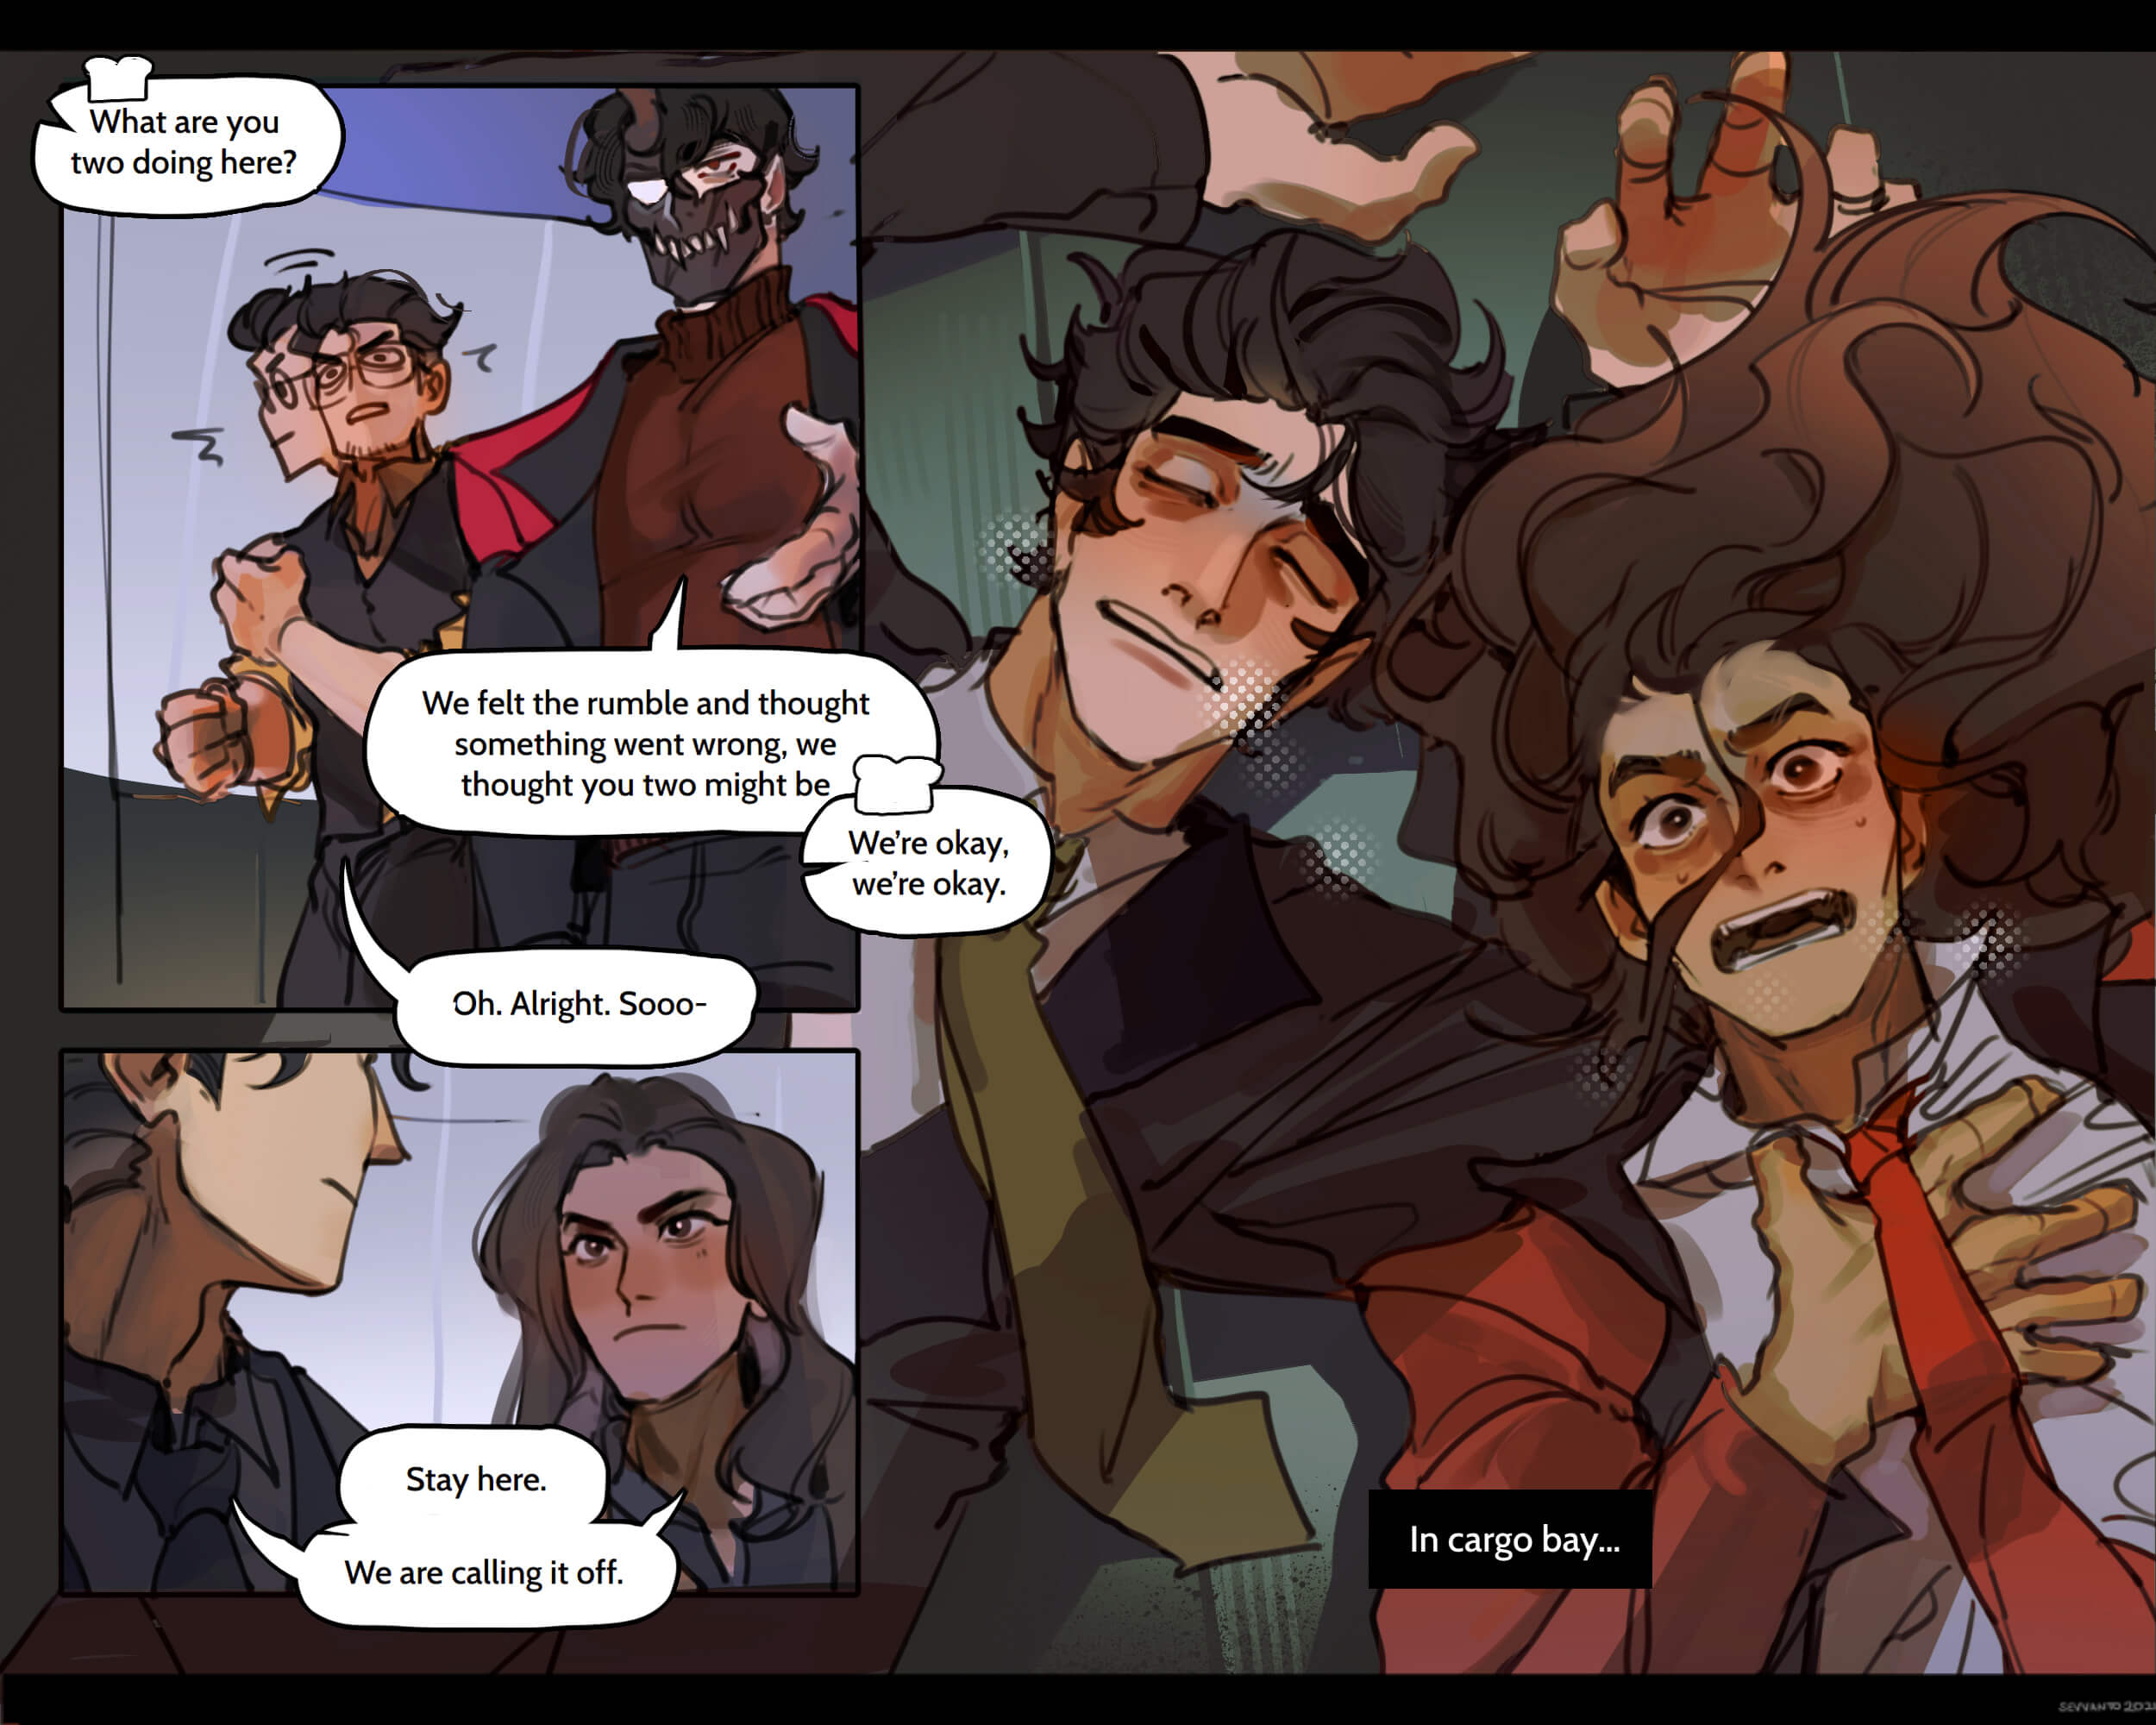 What are you
two doing here?
We felt the rumble and thought
something went wrong, we
thought you two might be
We're okay,
we're okay.
Oh. Alright. Sooo-
Stay here.
We are calling it off.
In cargo bay...